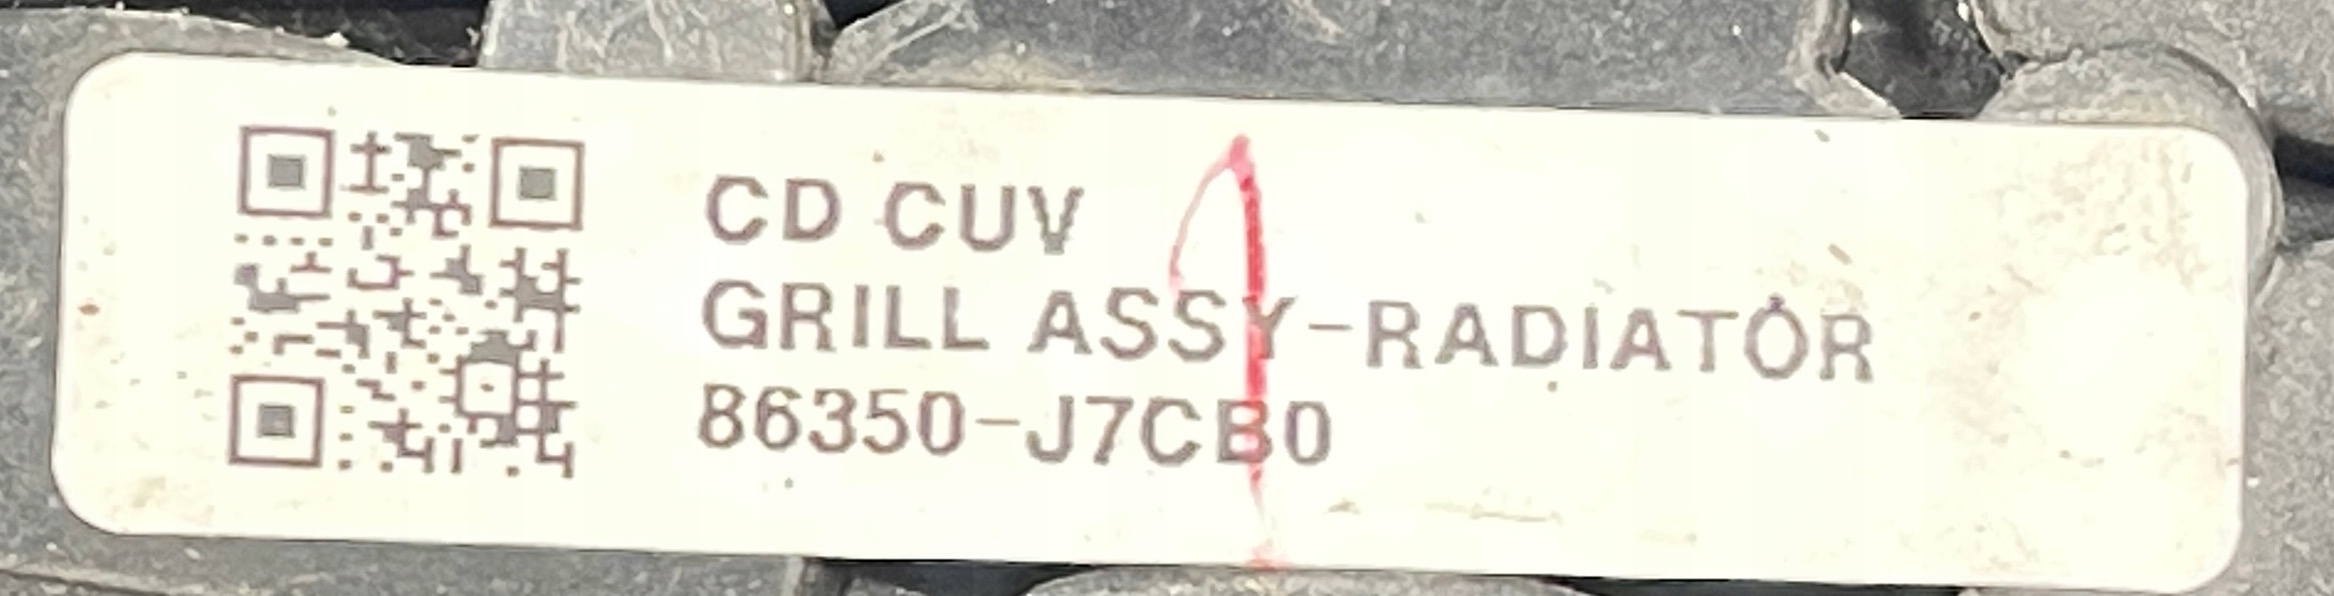 CD CUV
GRILL ASSY-RADIATOR
86350-J7CB0